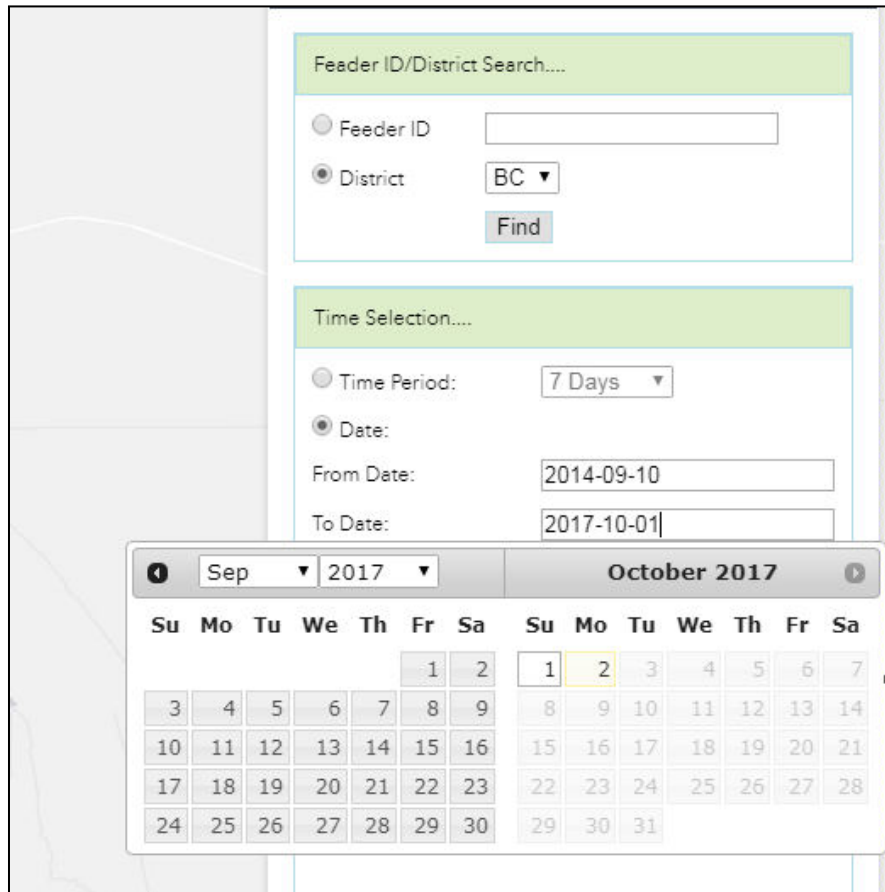 Feader ID/District Search....
Feeder ID
District BC
Find
Time Selection....
Time Period: 7 Days
Date:
From Date: 2014-09-10
To Date: 2017-10-01
Sep 2017 October 2017
Su Mo Tu We Th Fr Sa Su Mo Tu We Th Fr Sa
1 2 1 2 3 4 5 6 7
3 4 5 6 7 8 9 8 9 10 11 12 13 14
10 11 12 13 14 15 16 15 16 17 18 19 20 21
17 18 19 20 21 22 23 22 23 24 25 26 27 28
24 25 26 27 28 29 30 29 30 31